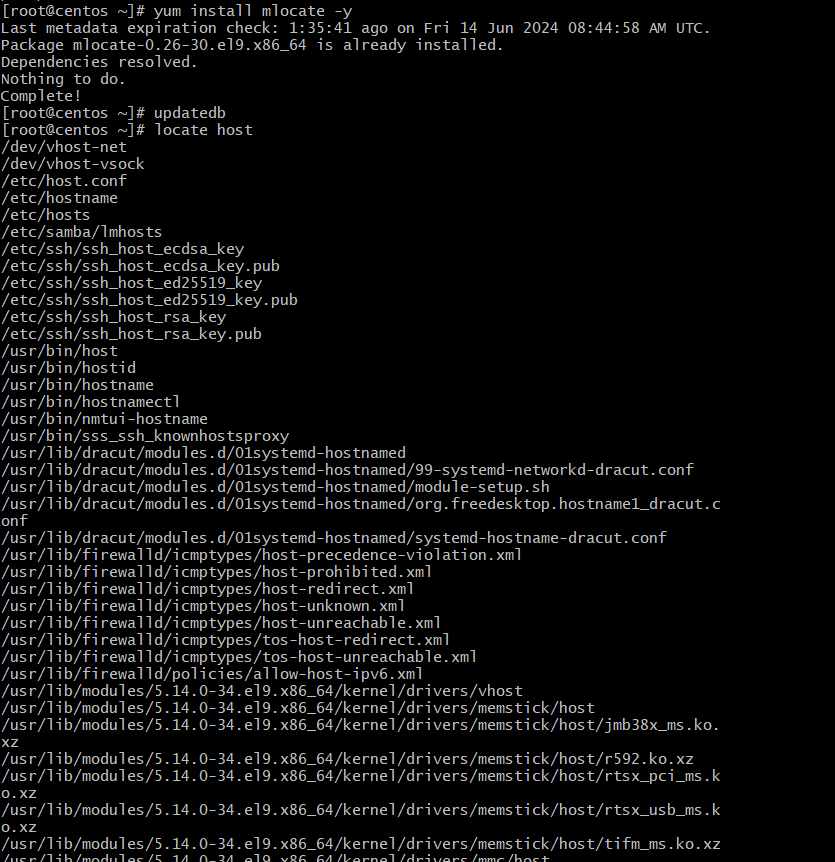 [root@centos ~]# yum install mlocate -y
Last metadata expiration check: 1:35:41 ago on Fri 14 Jun 2024 08:44:58 AM UTC.
Package mlocate-0.26-30.el9.x86_64 is already installed.
Dependencies resolved.
Nothing to do.
Complete!
[root@centos ~]# updatedb
[root@centos ~]# locate host
/dev/vhost-net
/dev/vhost-vsock
/etc/host.conf
/etc/hostname
/etc/hosts
/etc/samba/lmhosts
/etc/ssh/ssh_host_ecdsa_key
/etc/ssh/ssh_host_ecdsa_key.pub
/etc/ssh/ssh_host_ed25519_key
/etc/ssh/ssh_host_ed25519_key.pub
/etc/ssh/ssh_host_rsa_key
/etc/ssh/ssh_host_rsa_key.pub
/usr/bin/host
/usr/bin/hostid
/usr/bin/hostname
/usr/bin/hostnamectl
/usr/bin/nmtui-hostname
/usr/bin/sss_ssh_knownhostsproxy
/usr/lib/dracut/modules.d/01systemd-hostnamed
/usr/lib/dracut/modules.d/01systemd-hostnamed/99-systemd-networkd-dracut.conf
/usr/lib/dracut/modules.d/01systemd-hostnamed/module-setup.sh
/usr/lib/dracut/modules.d/01systemd-hostnamed/org.freedesktop.hostname1_dracut.c
onf
/usr/lib/dracut/modules.d/01systemd-hostnamed/systemd-hostname-dracut.conf
/usr/lib/firewalld/icmptypes/host-precedence-violation.xml
/usr/lib/firewalld/icmptypes/host-prohibited.xml
/usr/lib/firewalld/icmptypes/host-redirect.xml
/usr/lib/firewalld/icmptypes/host-unknown.xml
/usr/lib/firewalld/icmptypes/host-unreachable.xml
/usr/lib/firewalld/icmptypes/tos-host-redirect.xml
/usr/lib/firewalld/icmptypes/tos-host-unreachable.xml
/usr/lib/firewalld/policies/allow-host-ipv6.xml
/usr/lib/modules/5.14.0-34.el9.x86_64/kernel/drivers/vhost
/usr/lib/modules/5.14.0-34.el9.x86_64/kernel/drivers/memstick/host
/usr/lib/modules/5.14.0-34.el9.x86_64/kernel/drivers/memstick/host/jmb38x_ms.ko.
xz
/usr/lib/modules/5.14.0-34.el9.x86_64/kernel/drivers/memstick/host/r592.ko.xz
/usr/lib/modules/5.14.0-34.el9.x86_64/kernel/drivers/memstick/host/rtsx_pci_ms.k
o.xz
/usr/lib/modules/5.14.0-34.el9.x86_64/kernel/drivers/memstick/host/rtsx_usb_ms.k
o.xz
/usr/lib/modules/5.14.0-34.el9.x86_64/kernel/drivers/memstick/host/tifm_ms.ko.xz
/usr/lib/modules/5.14.0-34.el9.x86_64/kernel/drivers/mmc/host